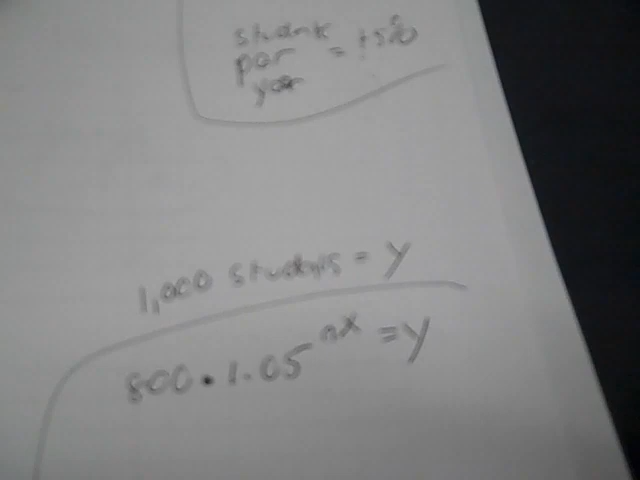 student
per = +5%
year
1,000 students = y
800 • 1.05^nx = y